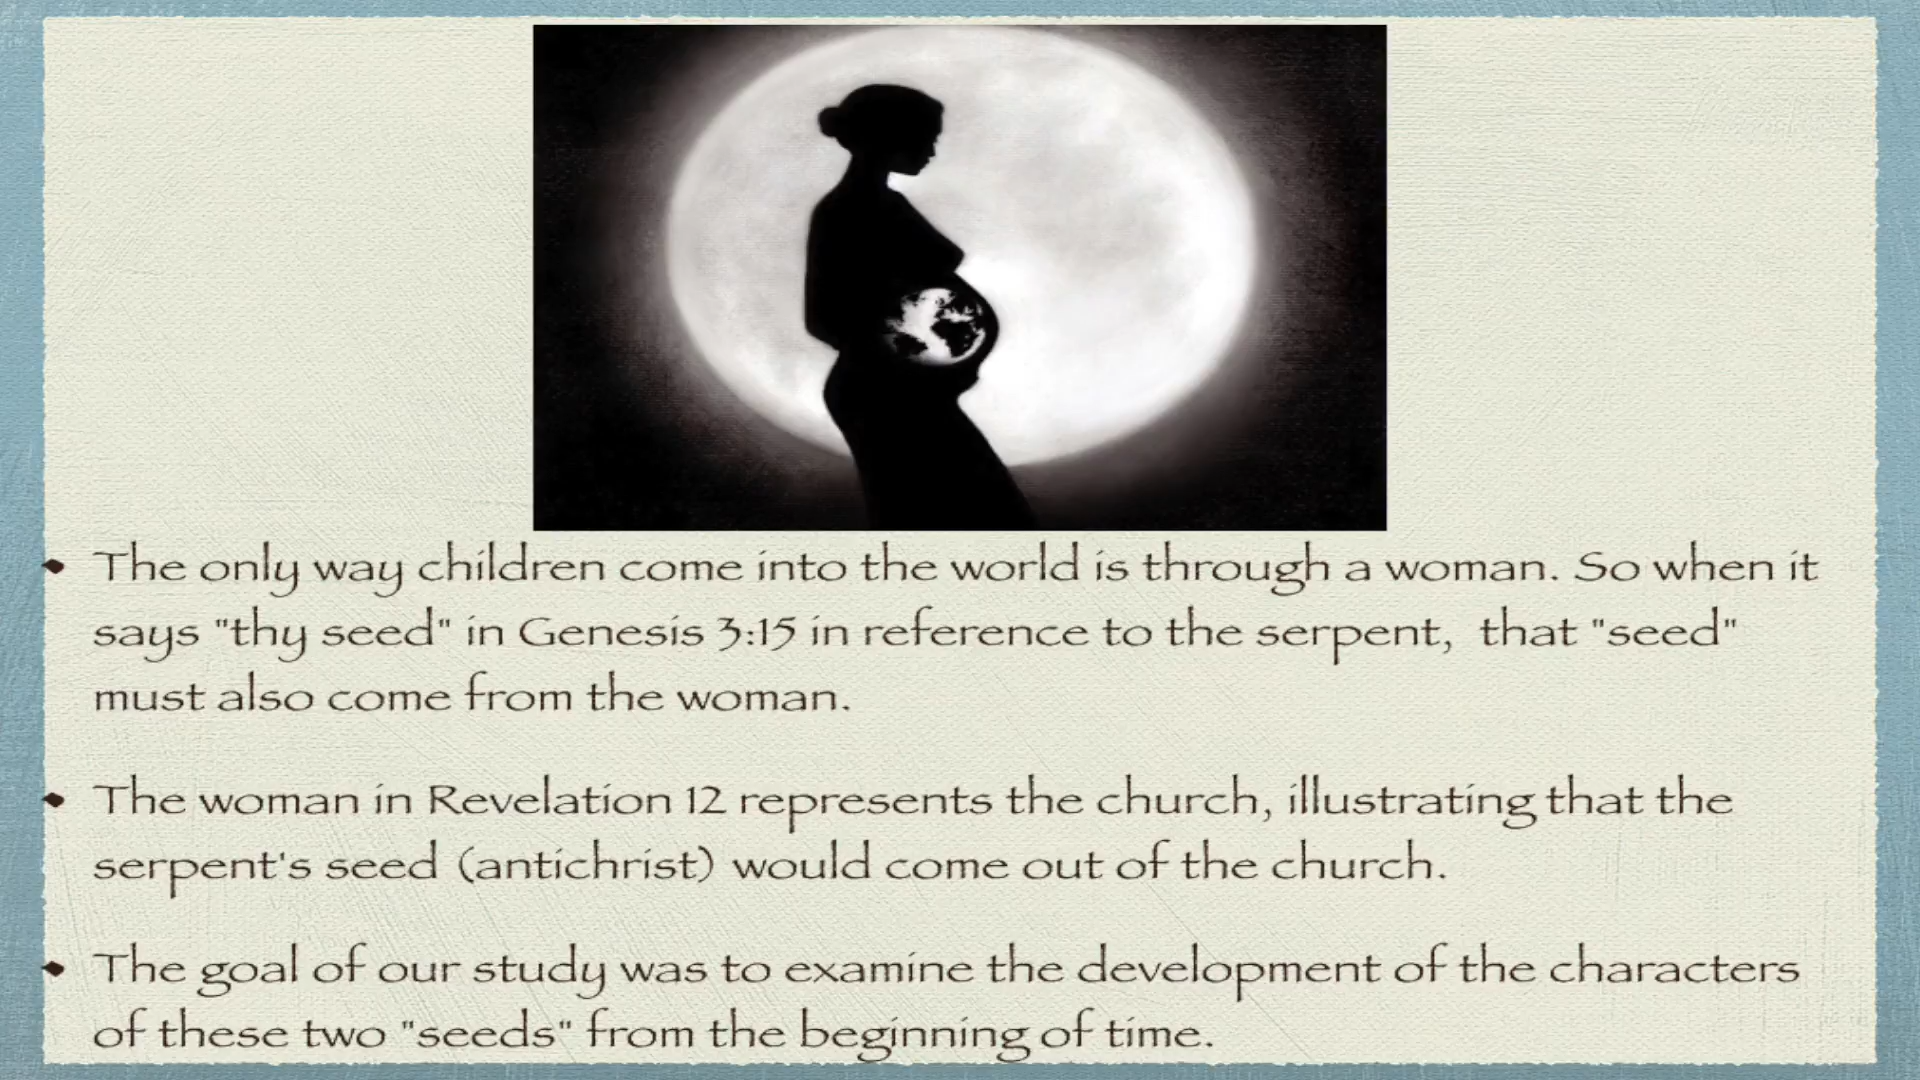 • The only way children come into the world is through a woman. So when it
says "thy seed" in Genesis 3:15 in reference to the serpent,  that "seed"
must also come from the woman.
• The woman in Revelation 12 represents the church, illustrating that the
serpent's seed (antichrist) would come out of the church.
• The goal of our study was to examine the development of the characters
of these two "seeds" from the beginning of time.